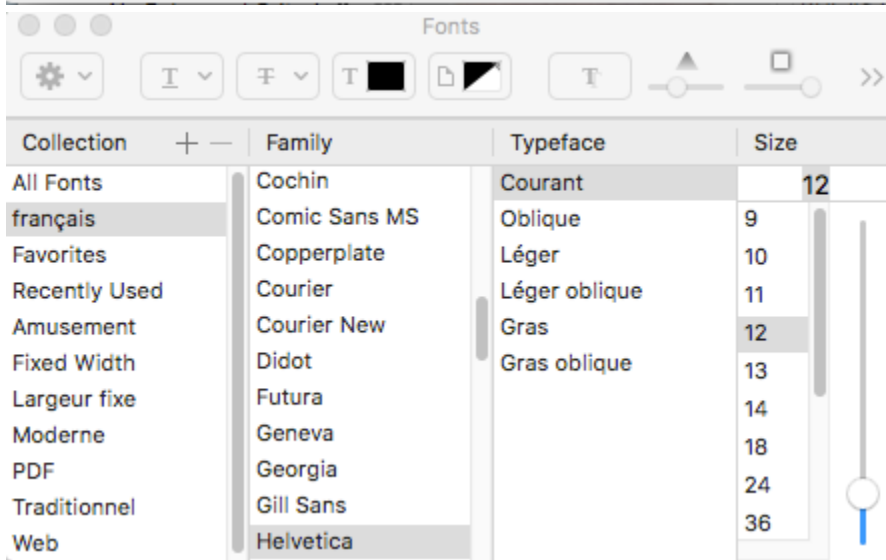 Fonts
T T T T
Collection + — Family Typeface Size
All Fonts Cochin Courant 12
français Comic Sans MS Oblique 9
Favorites Copperplate Léger 10
Recently Used Courier Léger oblique 11
Amusement Courier New Gras 12
Fixed Width Didot Gras oblique 13
Largeur fixe Futura 14
Moderne Geneva 18
PDF Georgia 24
Traditionnel Gill Sans 36
Web Helvetica